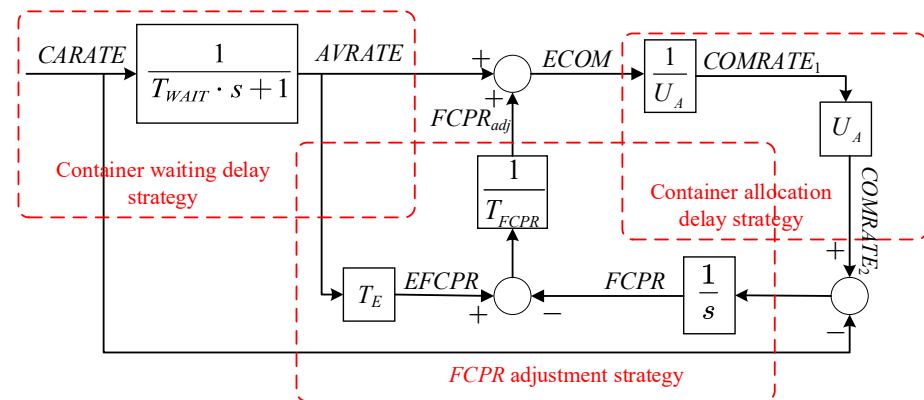 CARATE
1
T_WAIT · s + 1
AVRATE
+
+
ECOM
1
U_A
COMRATE_1
U_A
FCPR_adj
Container waiting delay
strategy
1
T_FCPR
Container allocation
delay strategy
COMRATE_2
+
T_E
EFCPR
+
−
FCPR
1
s
−
FCPR adjustment strategy